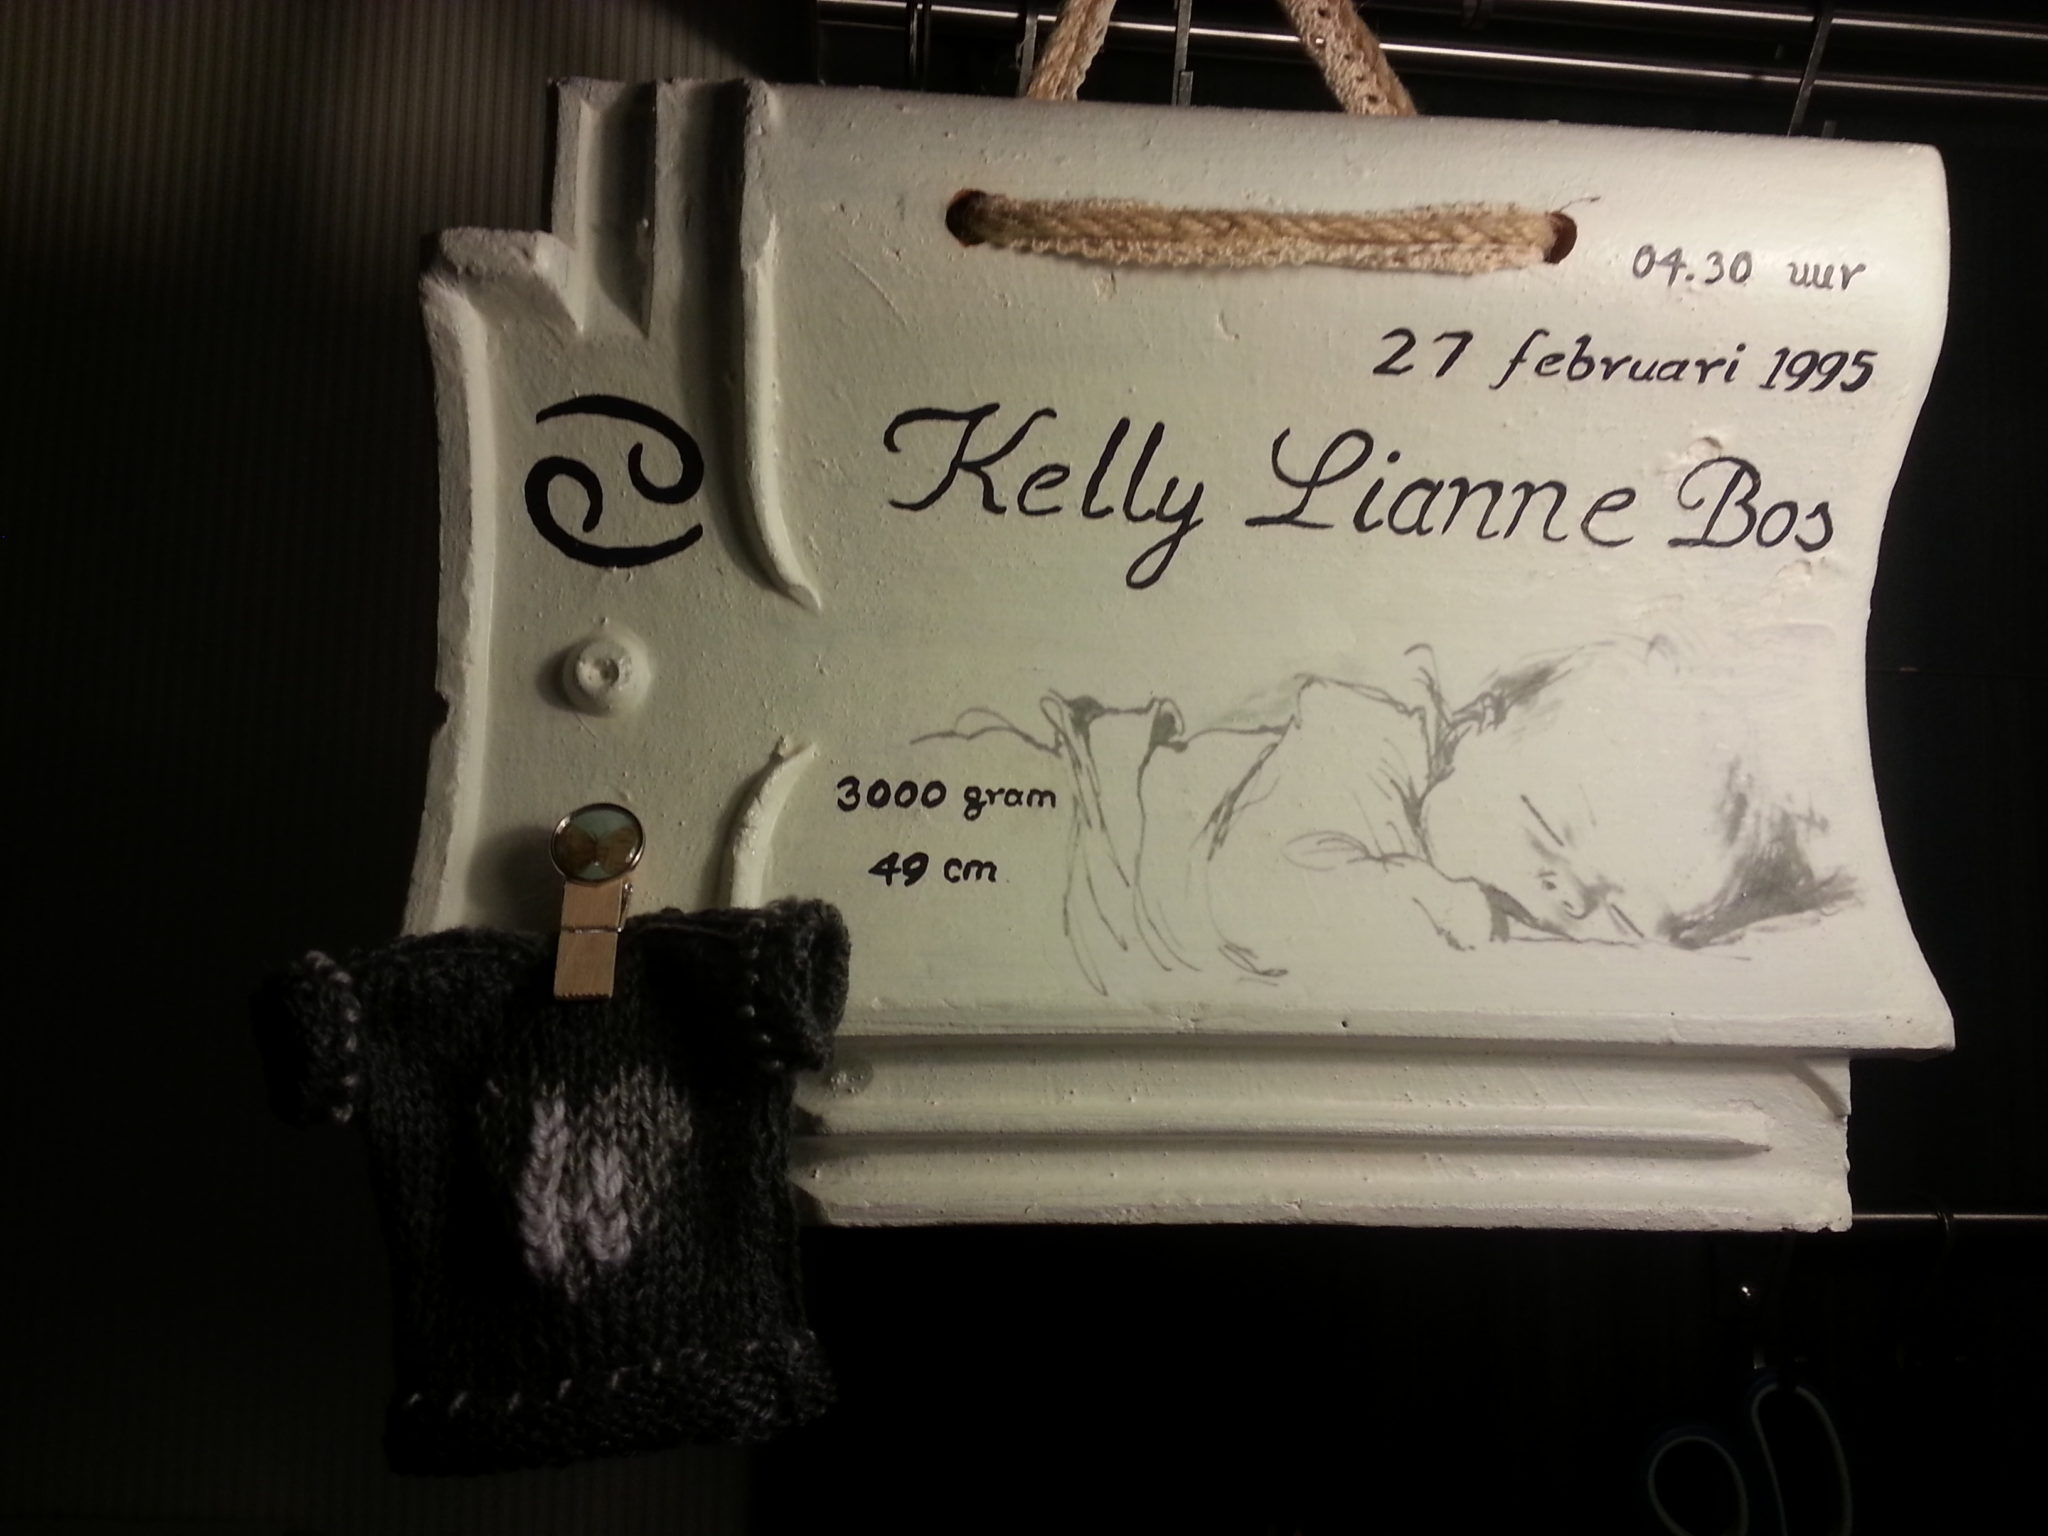 04.30 uur
27 februari 1995
Kelly Lianne Bos
3000 gram
49 cm